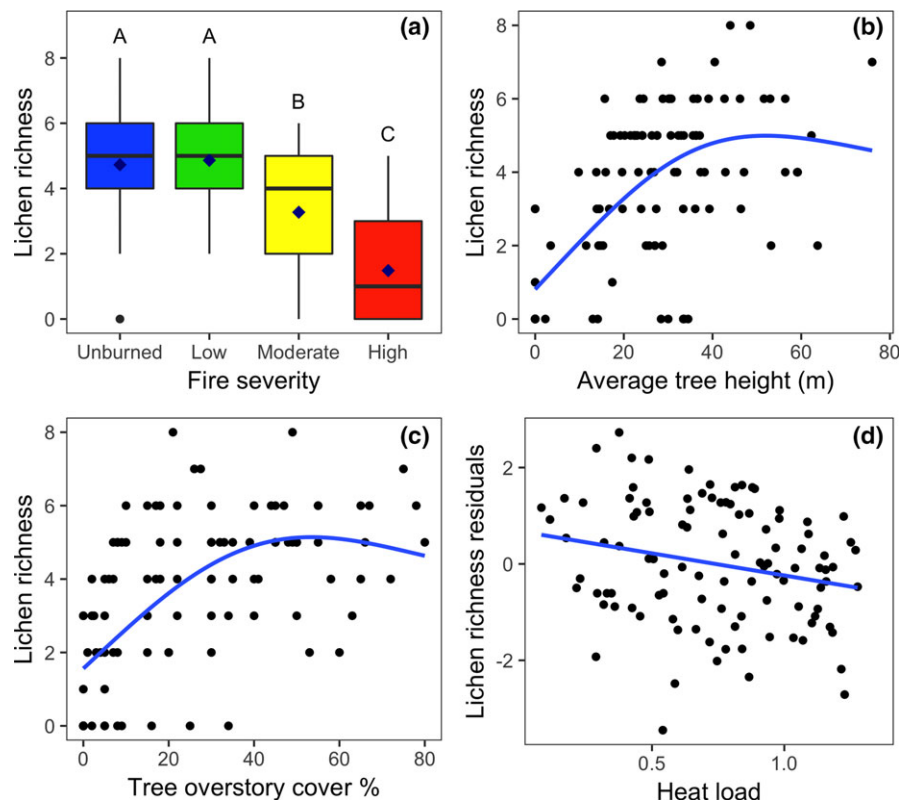 (a)
A A
B
C
Lichen richness
8
6
4
2
0
Unburned Low Moderate High
Fire severity
(b)
Lichen richness
8
6
4
2
0
0 20 40 60 80
Average tree height (m)
(c)
Lichen richness
8
6
4
2
0
0 20 40 60 80
Tree overstory cover %
(d)
Lichen richness residuals
2
0
-2
0.5 1.0
Heat load